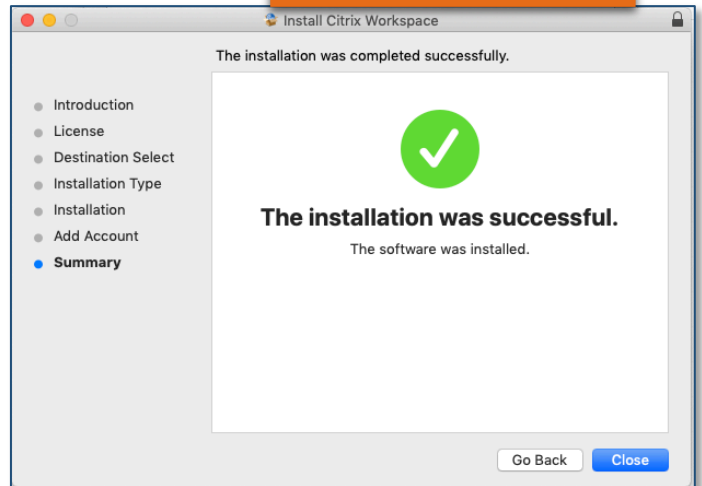 Install Citrix Workspace
The installation was completed successfully.
Introduction
License
Destination Select
Installation Type
Installation
Add Account
Summary
The installation was successful.
The software was installed.
Go Back
Close